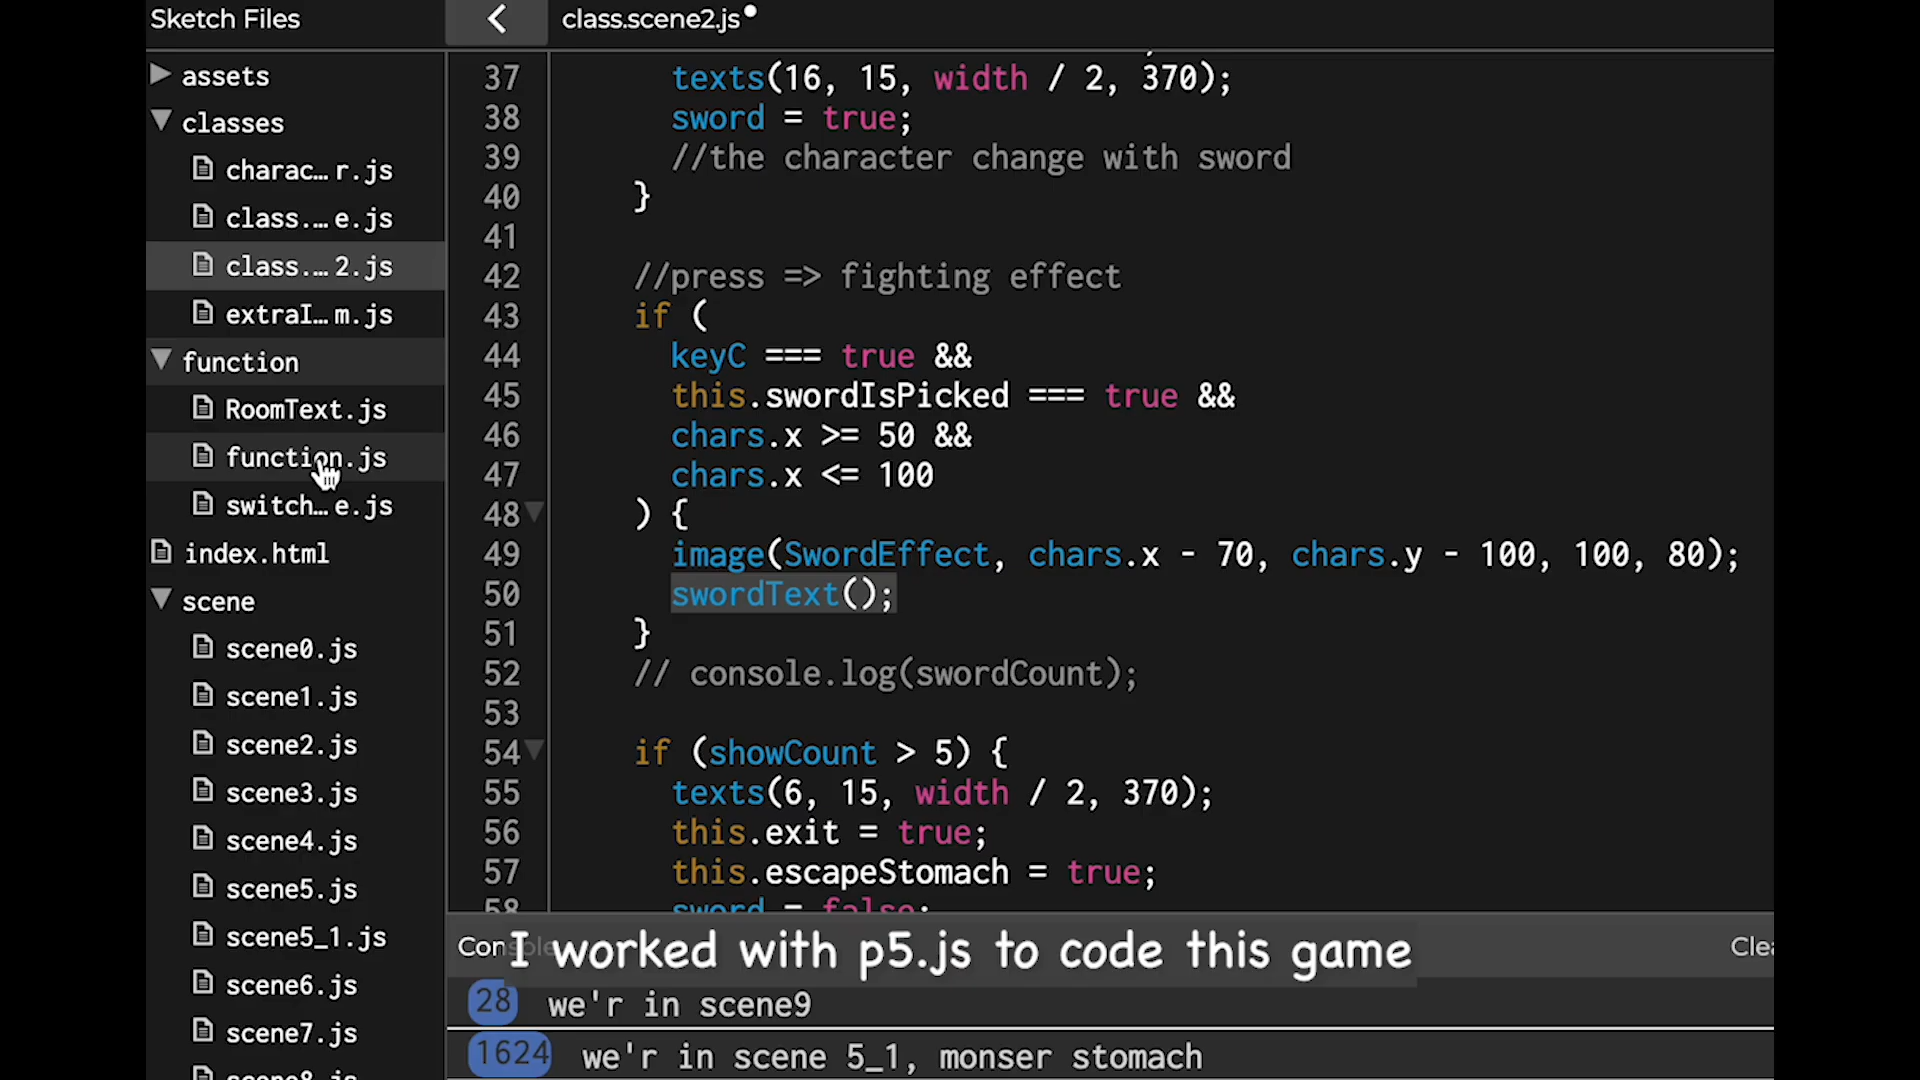 Sketch Files
class.scene2.js
assets
classes
charac…r.js
class.…e.js
class.…2.js
extraI…m.js
function
RoomText.js
function.js
switch…e.js
index.html
scene
scene0.js
scene1.js
scene2.js
scene3.js
scene4.js
scene5.js
scene5_1.js
scene6.js
scene7.js
scene8.js
37 texts(16, 15, width / 2, 370);
38 sword = true;
39 //the character change with sword
40 }
41
42 //press => fighting effect
43 if (
44 keyC === true &&
45 this.swordIsPicked === true &&
46 chars.x >= 50 &&
47 chars.x <= 100
48 ) {
49 image(SwordEffect, chars.x - 70, chars.y - 100, 100, 80);
50 swordText();
51 }
52 // console.log(swordCount);
53
54 if (showCount > 5) {
55 texts(6, 15, width / 2, 370);
56 this.exit = true;
57 this.escapeStomach = true;
58 sword = false;
Console
Clea
I worked with p5.js to code this game
28 we'r in scene9
1624 we'r in scene 5_1, monser stomach